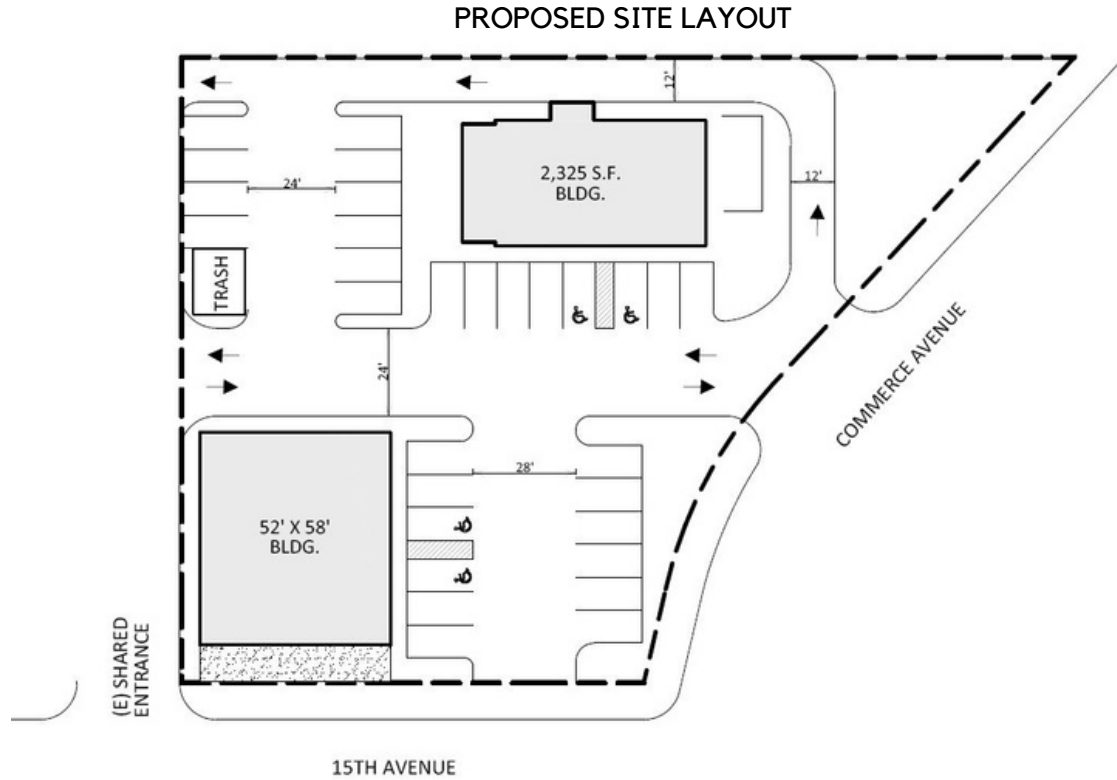 PROPOSED SITE LAYOUT
12'
24'
2,325 S.F.
BLDG.
12'
TRASH
24'
COMMERCE AVENUE
28'
52' X 58'
BLDG.
(E) SHARED
ENTRANCE
15TH AVENUE